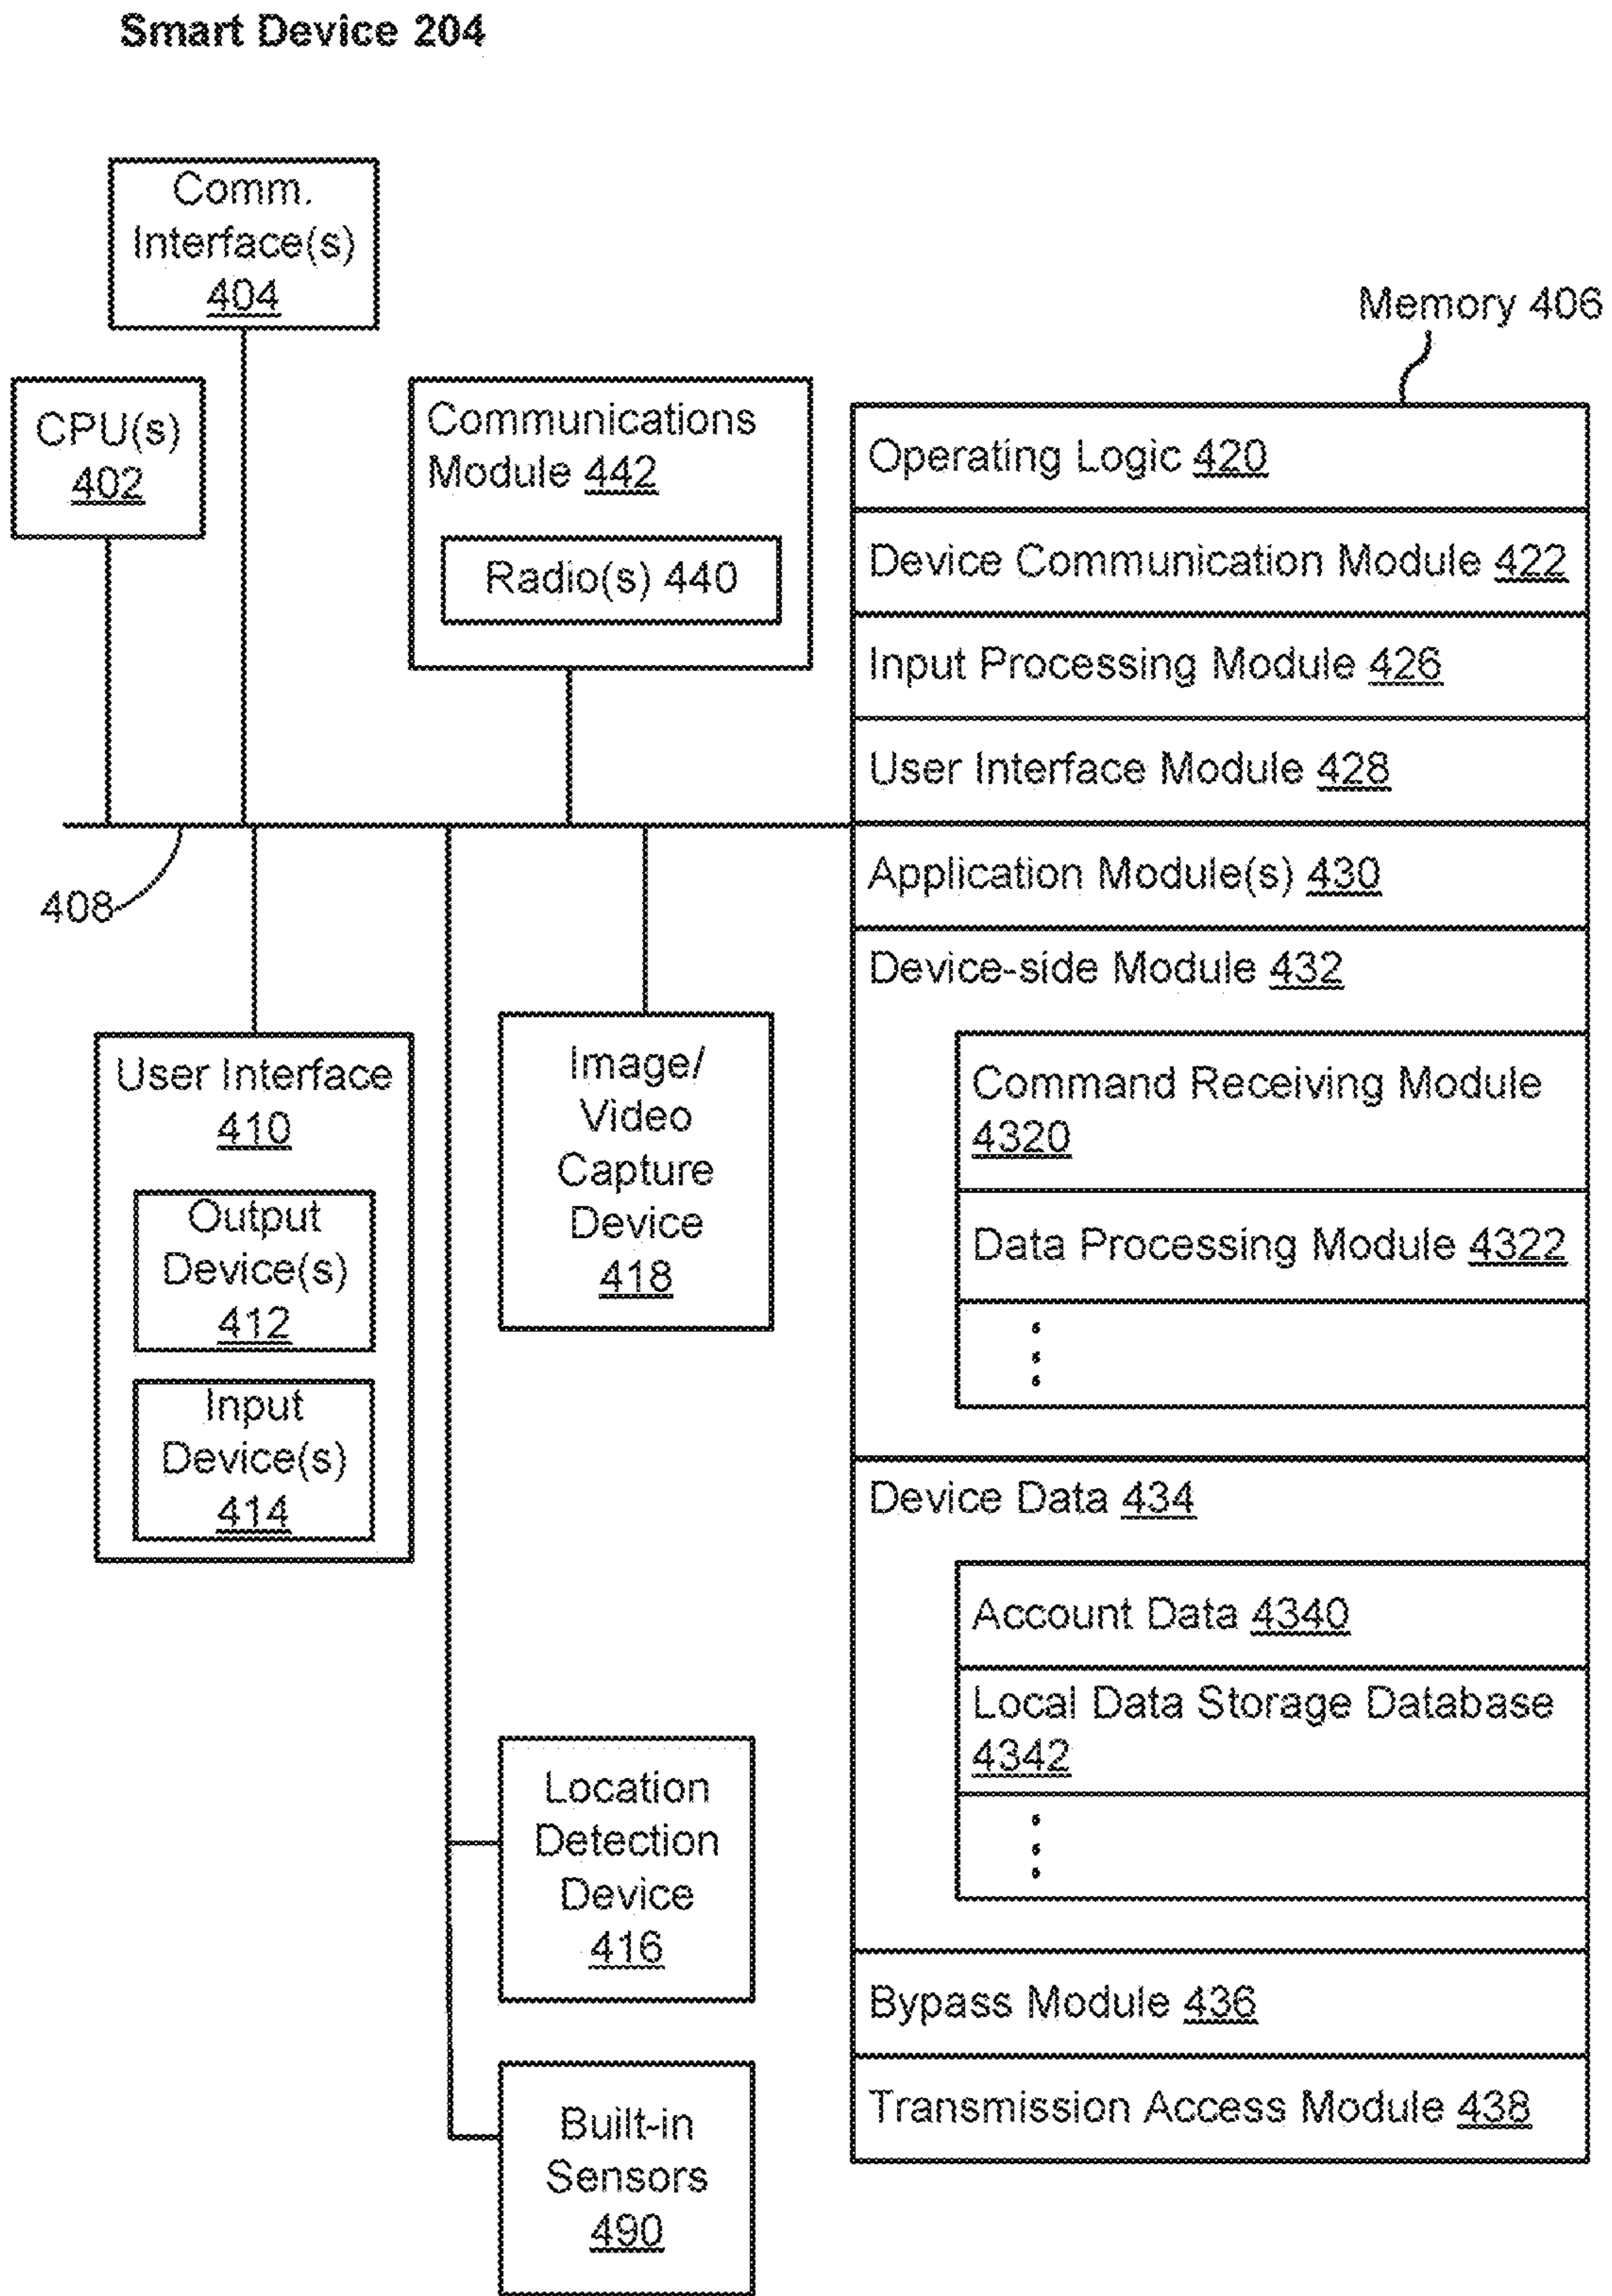 Smart Device 204
Comm.
Interface(s)
404
Memory 406
CPU(s)
402
Communications
Module 442
Radio(s) 440
408
User Interface
410
Output
Device(s)
412
Input
Device(s)
414
Image/
Video
Capture
Device
418
Location
Detection
Device
416
Built-in
Sensors
490
Operating Logic 420
Device Communication Module 422
Input Processing Module 426
User Interface Module 428
Application Module(s) 430
Device-side Module 432
Command Receiving Module
4320
Data Processing Module 4322
Device Data 434
Account Data 4340
Local Data Storage Database
4342
Bypass Module 436
Transmission Access Module 438